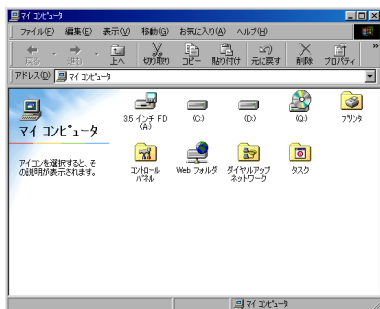 マイ コンピュータ
ファイル(F) 編集(E) 表示(V) 移動(G) お気に入り(A) ヘルプ(H)
戻る 進む 上へ 切り取り コピー 貼り付け 元に戻す 削除 プロパティ »
アドレス(D) マイ コンピュータ
マイ コンピュータ
アイコンを選択すると、そ
の説明が表示されます。
3.5 インチ FD
(A:)
(C:)
(D:)
(Q:)
プリンタ
コントロール
パネル
Web フォルダ
ダイヤルアップ
ネットワーク
タスク
マイ コンピュータ